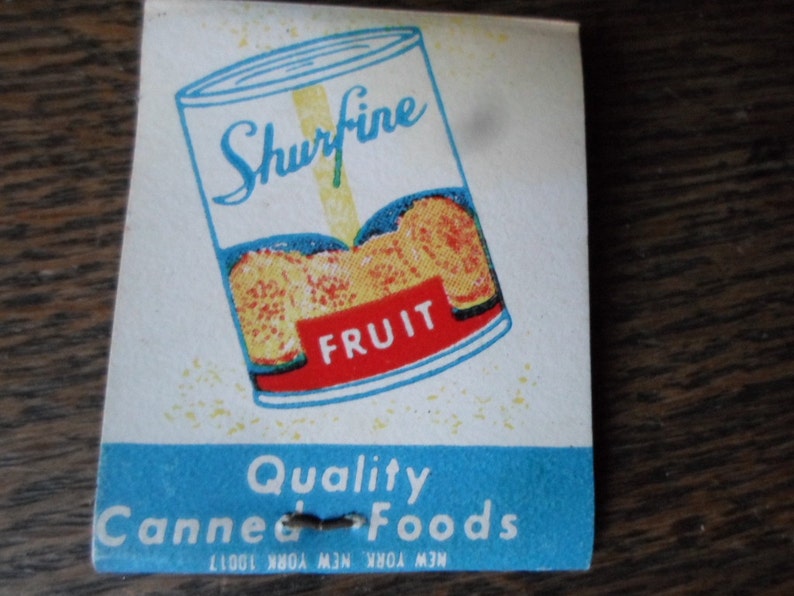 Shurfine
FRUIT
Quality
Canned Foods
NEW YORK, NEW YORK 10017